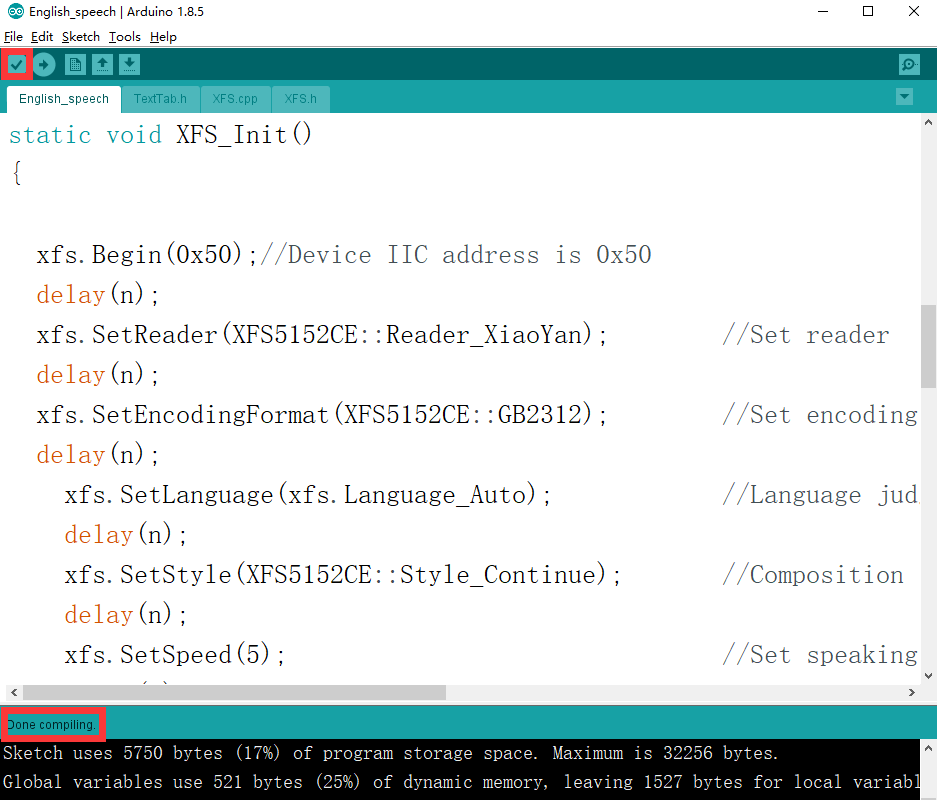 English_speech | Arduino 1.8.5
File Edit Sketch Tools Help
English_speech TextTab.h XFS.cpp XFS.h
static void XFS_Init()
{
xfs.Begin(0x50);//Device IIC address is 0x50
delay(n);
xfs.SetReader(XFS5152CE::Reader_XiaoYan); //Set reader
delay(n);
xfs.SetEncodingFormat(XFS5152CE::GB2312); //Set encoding
delay(n);
xfs.SetLanguage(xfs.Language_Auto); //Language jud
delay(n);
xfs.SetStyle(XFS5152CE::Style_Continue); //Composition
delay(n);
xfs.SetSpeed(5); //Set speaking
Done compiling.
Sketch uses 5750 bytes (17%) of program storage space. Maximum is 32256 bytes.
Global variables use 521 bytes (25%) of dynamic memory, leaving 1527 bytes for local variabl